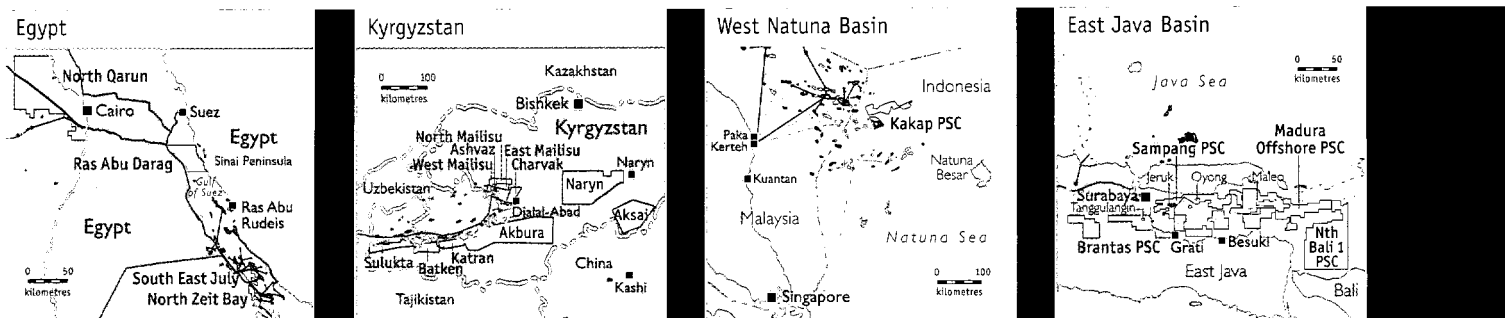 Egypt
North Qarun
Cairo
Suez
Egypt
Sinai Peninsula
Ras Abu Darag
Gulf
of Suez
Ras Abu
Rudeis
Egypt
0 50
kilometres
South East July
North Zeit Bay
Kyrgyzstan
0 100
kilometres
Kazakhstan
Bishkek
Kyrgyzstan
North Mailisu
Ashvaz
East Mailisu
West Mailisu
Charvak
Naryn
Naryn
Uzbekistan
Djalal-Abad
Aksai
Akbura
Sulukta
Katran
Batken
China
Kashi
Tajikistan
West Natuna Basin
Indonesia
Kakap PSC
Paka
Kerteh
Natuna
Besar
Kuantan
Malaysia
Natuna Sea
0 100
kilometres
Singapore
East Java Basin
0 50
kilometres
Java Sea
Sampang PSC
Madura
Offshore PSC
Jeruk
Oyong
Maleo
Surabaya
Tanggulangin
Brantas PSC
Grati
Besuki
Nth
Bali 1
PSC
East Java
Bali